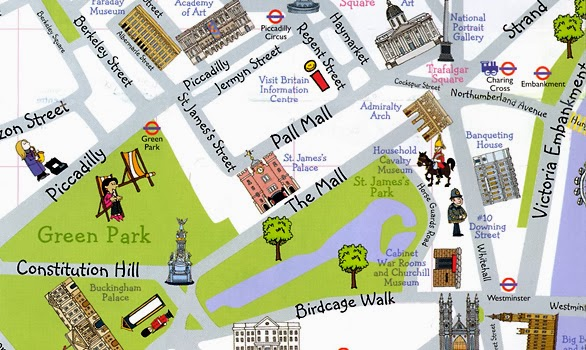 Faraday
Museum
Street
Academy
of Art
Piccadilly
Circus
Square
Art
National
Portrait
Gallery
Strand
Berkeley Square
Berkeley Street
Albemarle Street
Regent Street
Haymarket
Piccadilly
Jermyn Street
Visit Britain
Information
Centre
Trafalgar
Square
Charing
Cross
Embankment
Cockspur Street
Northumberland Avenue
Admiralty
Arch
St. James's Street
Pall Mall
Green
Park
Piccadilly
St. James's
Palace
The Mall
Household
Cavalry
Museum
Banqueting
House
Victoria Embankment
St. James's
Park
Horse Guards Road
#10
Downing
Street
Whitehall
Green Park
Constitution Hill
Buckingham
Palace
Cabinet
War Rooms
and Churchill
Museum
Birdcage Walk
Westminster
Street
Big